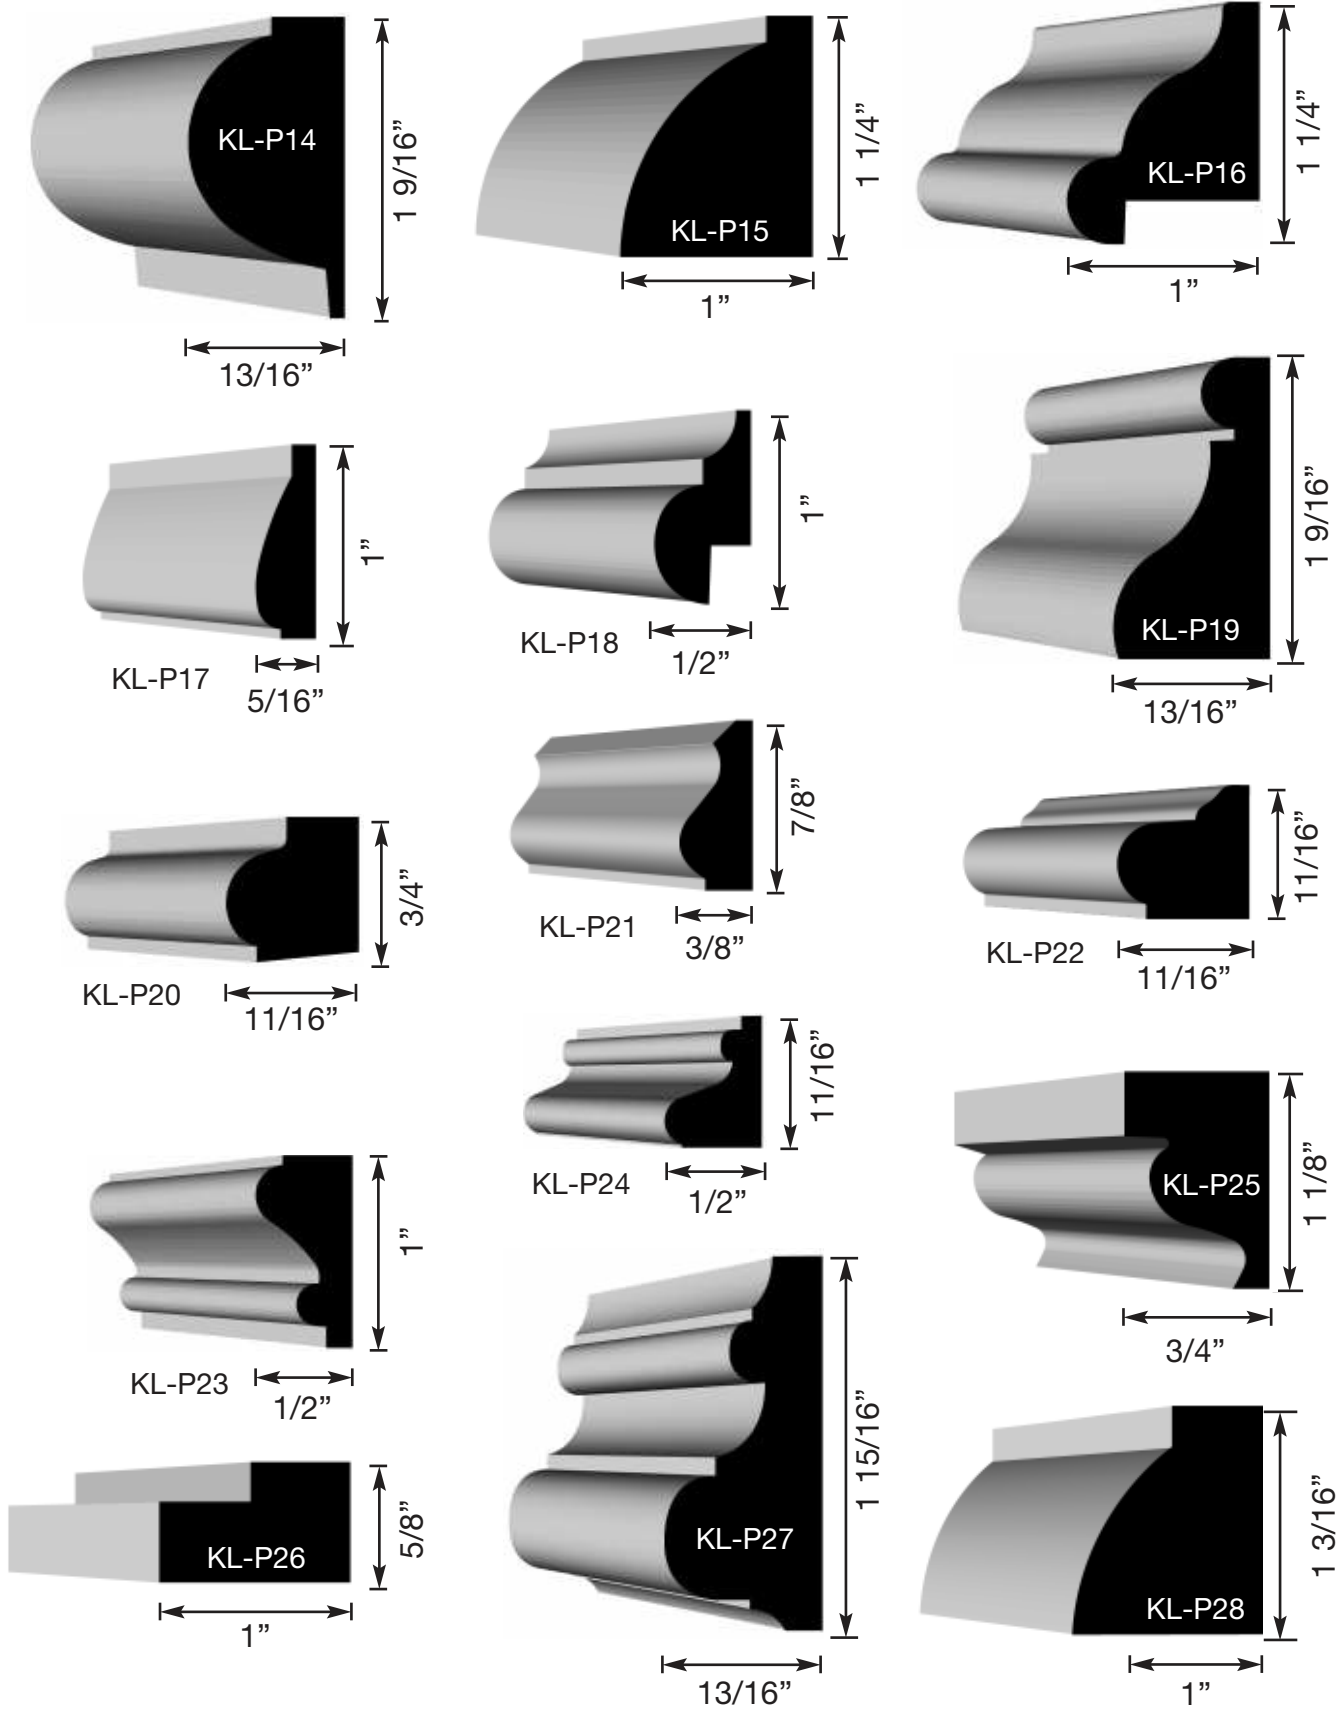 KL-P14
1 9/16”
13/16”
KL-P15
1 1/4”
1”
KL-P16
1 1/4”
1”
KL-P17
1”
5/16”
KL-P18
1”
1/2”
KL-P19
1 9/16”
13/16”
KL-P20
3/4”
11/16”
KL-P21
7/8”
3/8”
KL-P22
11/16”
11/16”
KL-P23
1”
1/2”
KL-P24
11/16”
1/2”
KL-P25
1 1/8”
3/4”
KL-P26
5/8”
1”
KL-P27
1 15/16”
13/16”
KL-P28
1 3/16”
1”